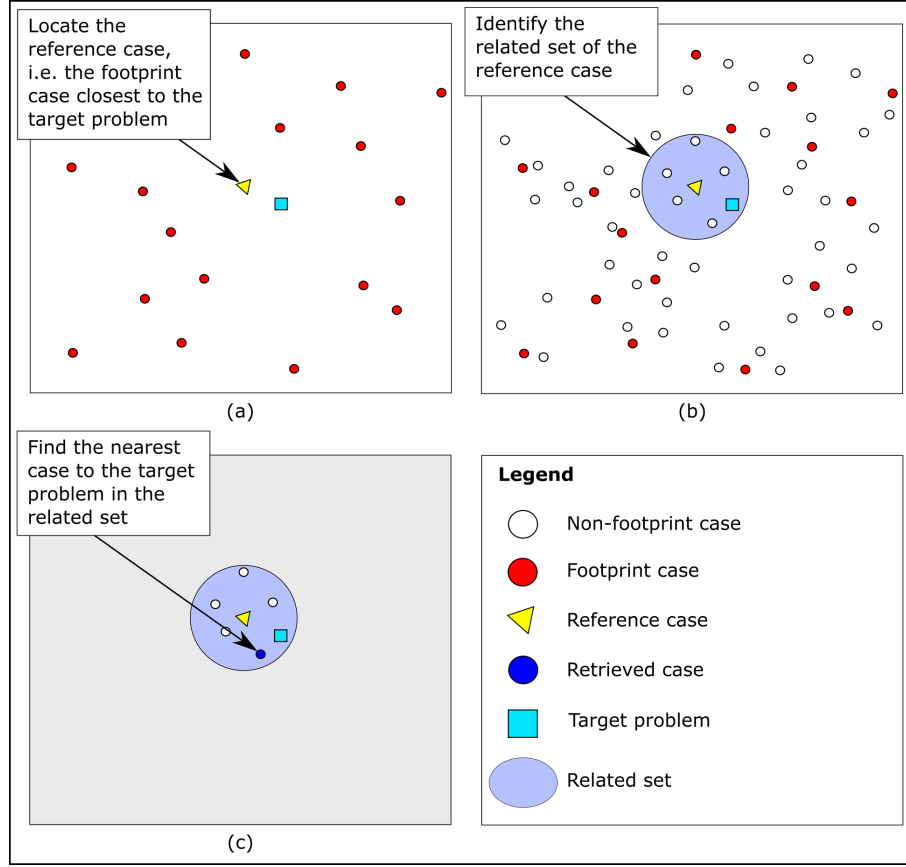 Locate the
reference case,
i.e. the footprint
case closest to the
target problem
(a)
Identify the
related set of the
reference case
(b)
Find the nearest
case to the target
problem in the
related set
(c)
Legend
Non-footprint case
Footprint case
Reference case
Retrieved case
Target problem
Related set